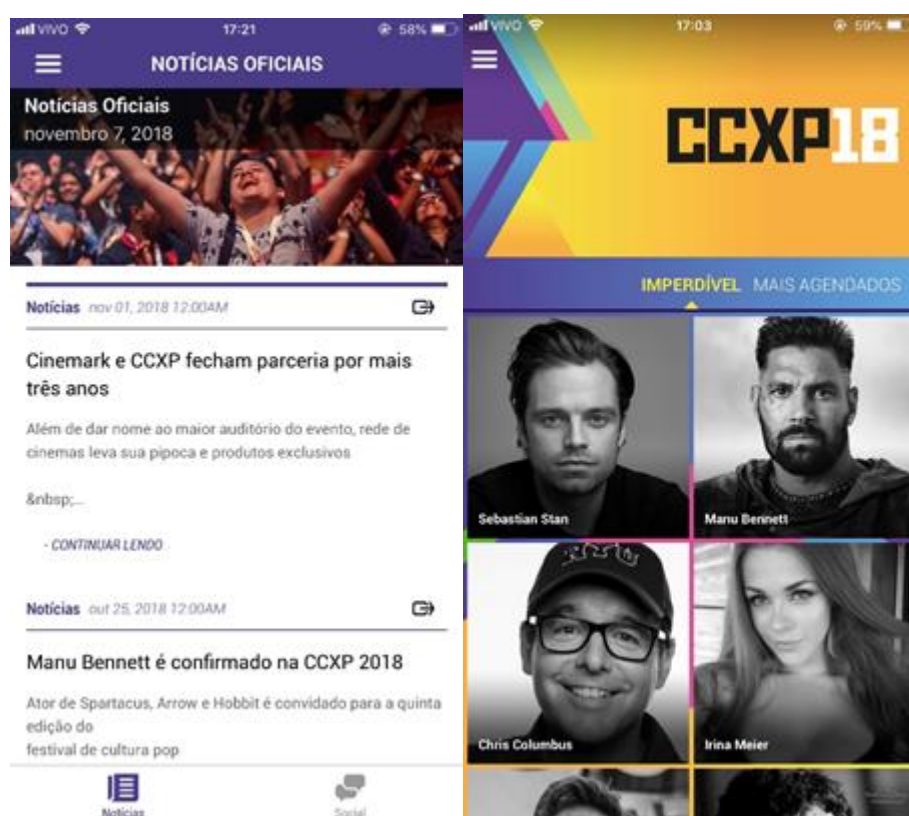 VIVO 17:21 58%
NOTÍCIAS OFICIAIS
Notícias Oficiais
novembro 7, 2018
Notícias nov 01, 2018 12:00AM
Cinemark e CCXP fecham parceria por mais
três anos
Além de dar nome ao maior auditório do evento, rede de
cinemas leva sua pipoca e produtos exclusivos
&nbsp;...
- CONTINUAR LENDO
Notícias out 25, 2018 12:00AM
Manu Bennett é confirmado na CCXP 2018
Ator de Spartacus, Arrow e Hobbit é convidado para a quinta
edição do
festival de cultura pop
Notícias Social
VIVO 17:03 59%
CCXP18
IMPERDÍVEL MAIS AGENDADOS
Sebastian Stan Manu Bennett
Chris Columbus Irina Meier